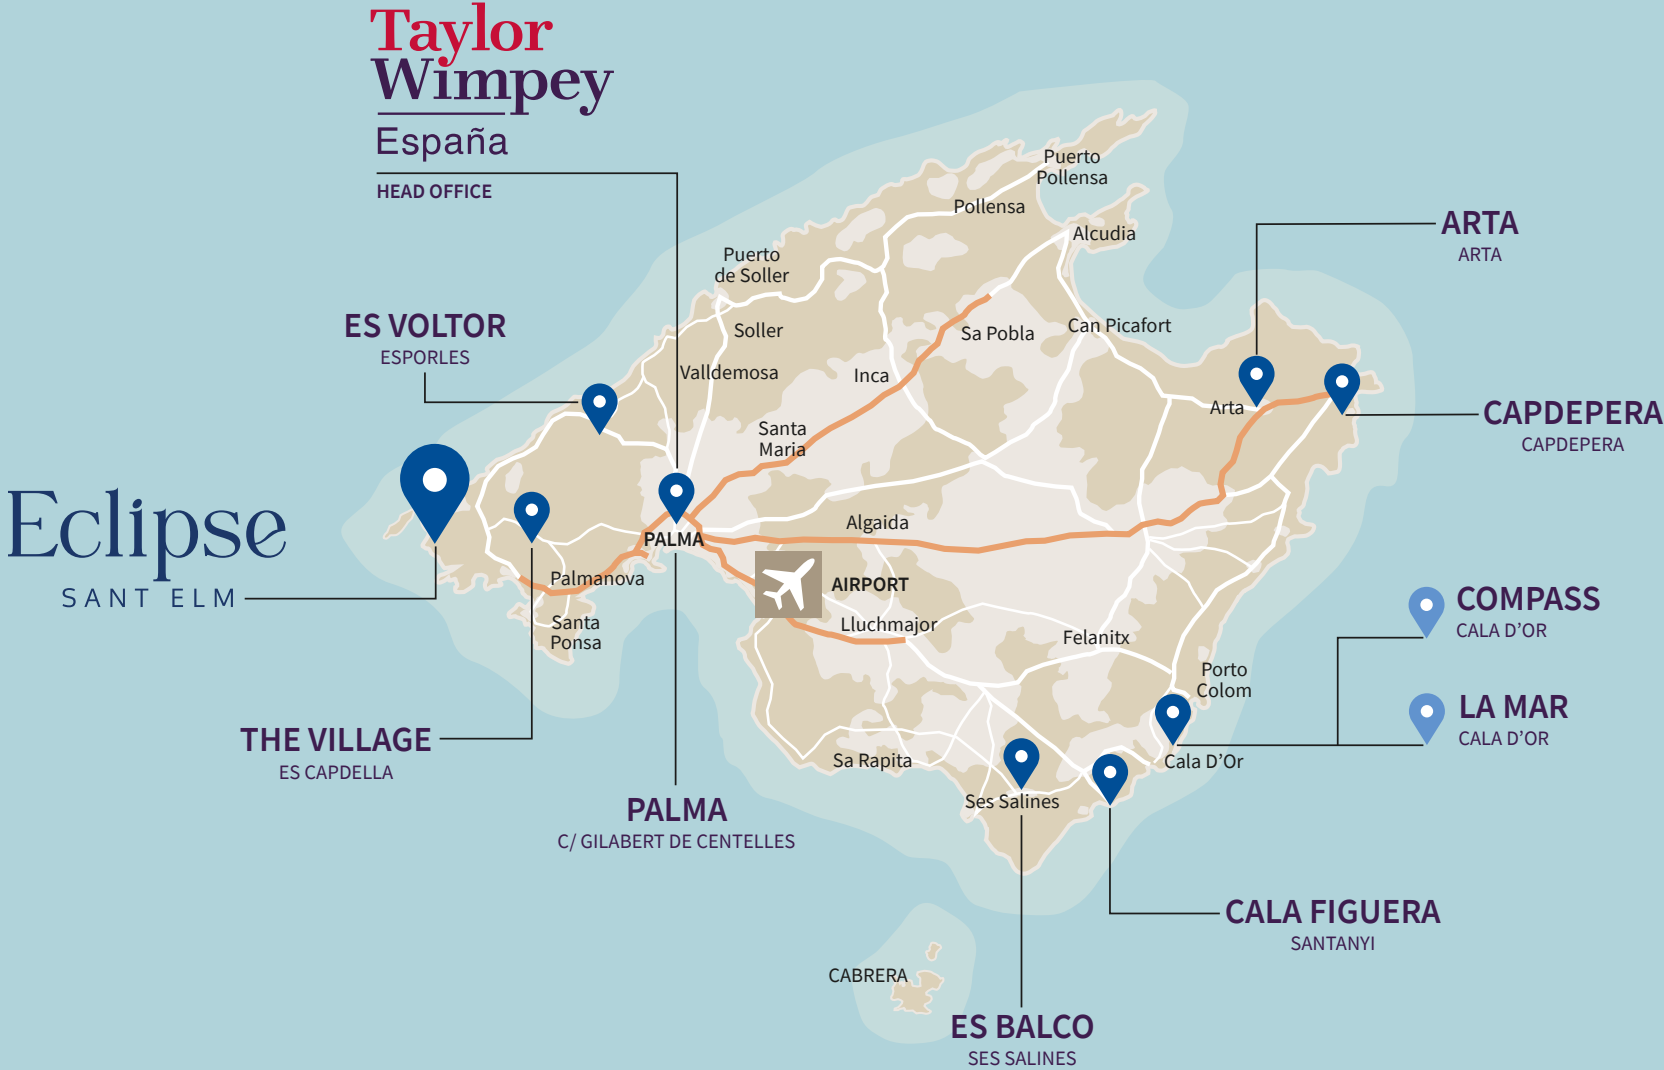 Taylor
Wimpey
España
HEAD OFFICE
Puerto
Pollensa
Pollensa
Alcudia
ARTA
ARTA
Puerto
de Soller
ES VOLTOR
ESPORLES
Soller
Sa Pobla
Can Picafort
Valldemosa
Inca
Arta
CAPDEPERA
CAPDEPERA
Santa
Maria
Eclipse
SANT ELM
PALMA
Algaida
Palmanova
AIRPORT
Santa
Ponsa
Lluchmajor
Felanitx
COMPASS
CALA D'OR
Porto
Colom
LA MAR
CALA D'OR
THE VILLAGE
ES CAPDELLA
Sa Rapita
Cala D'Or
Ses Salines
PALMA
C/ GILABERT DE CENTELLES
CALA FIGUERA
SANTANYI
CABRERA
ES BALCO
SES SALINES